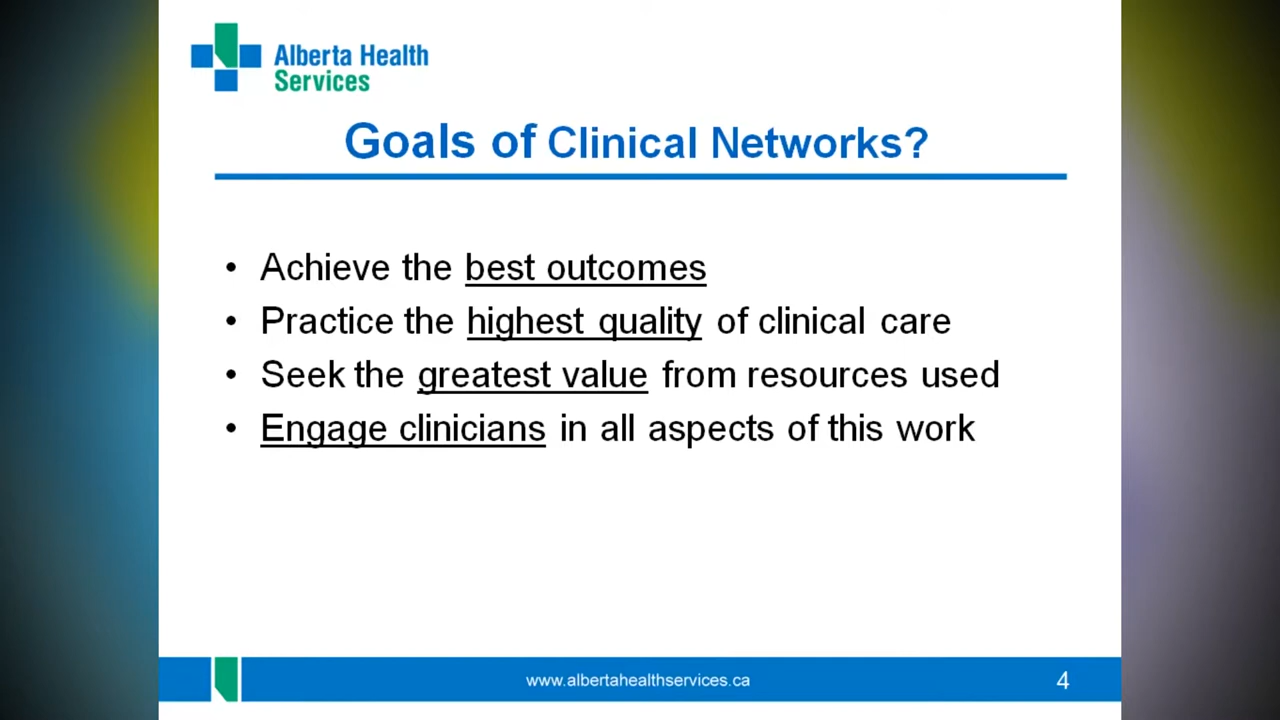 Alberta Health
Services
Goals of Clinical Networks?
• Achieve the best outcomes
• Practice the highest quality of clinical care
• Seek the greatest value from resources used
• Engage clinicians in all aspects of this work
www.albertahealthservices.ca
4